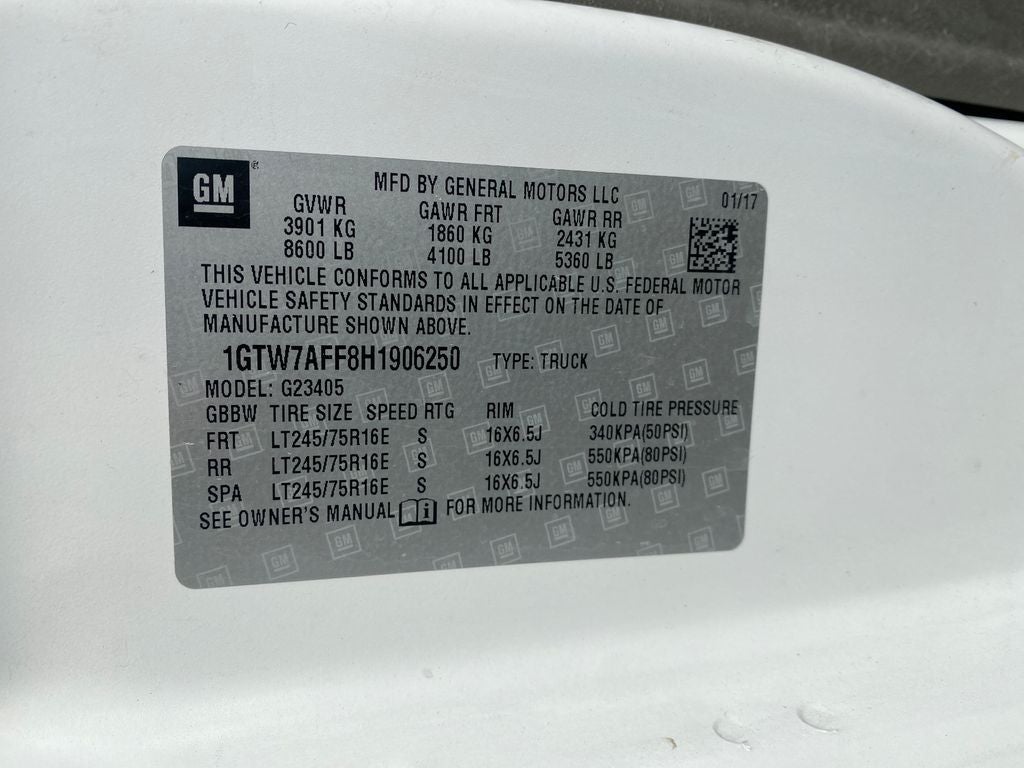 GM
MFD BY GENERAL MOTORS LLC 01/17
GVWR GAWR FRT GAWR RR
3901 KG 1860 KG 2431 KG
8600 LB 4100 LB 5360 LB
THIS VEHICLE CONFORMS TO ALL APPLICABLE U.S. FEDERAL MOTOR
VEHICLE SAFETY STANDARDS IN EFFECT ON THE DATE OF
MANUFACTURE SHOWN ABOVE.
1GTW7AFF8H1906250 TYPE: TRUCK
MODEL: G23405
GBBW TIRE SIZE SPEED RTG RIM COLD TIRE PRESSURE
FRT LT245/75R16E S 16X6.5J 340KPA(50PSI)
RR LT245/75R16E S 16X6.5J 550KPA(80PSI)
SPA LT245/75R16E S 16X6.5J 550KPA(80PSI)
SEE OWNER'S MANUAL i FOR MORE INFORMATION.